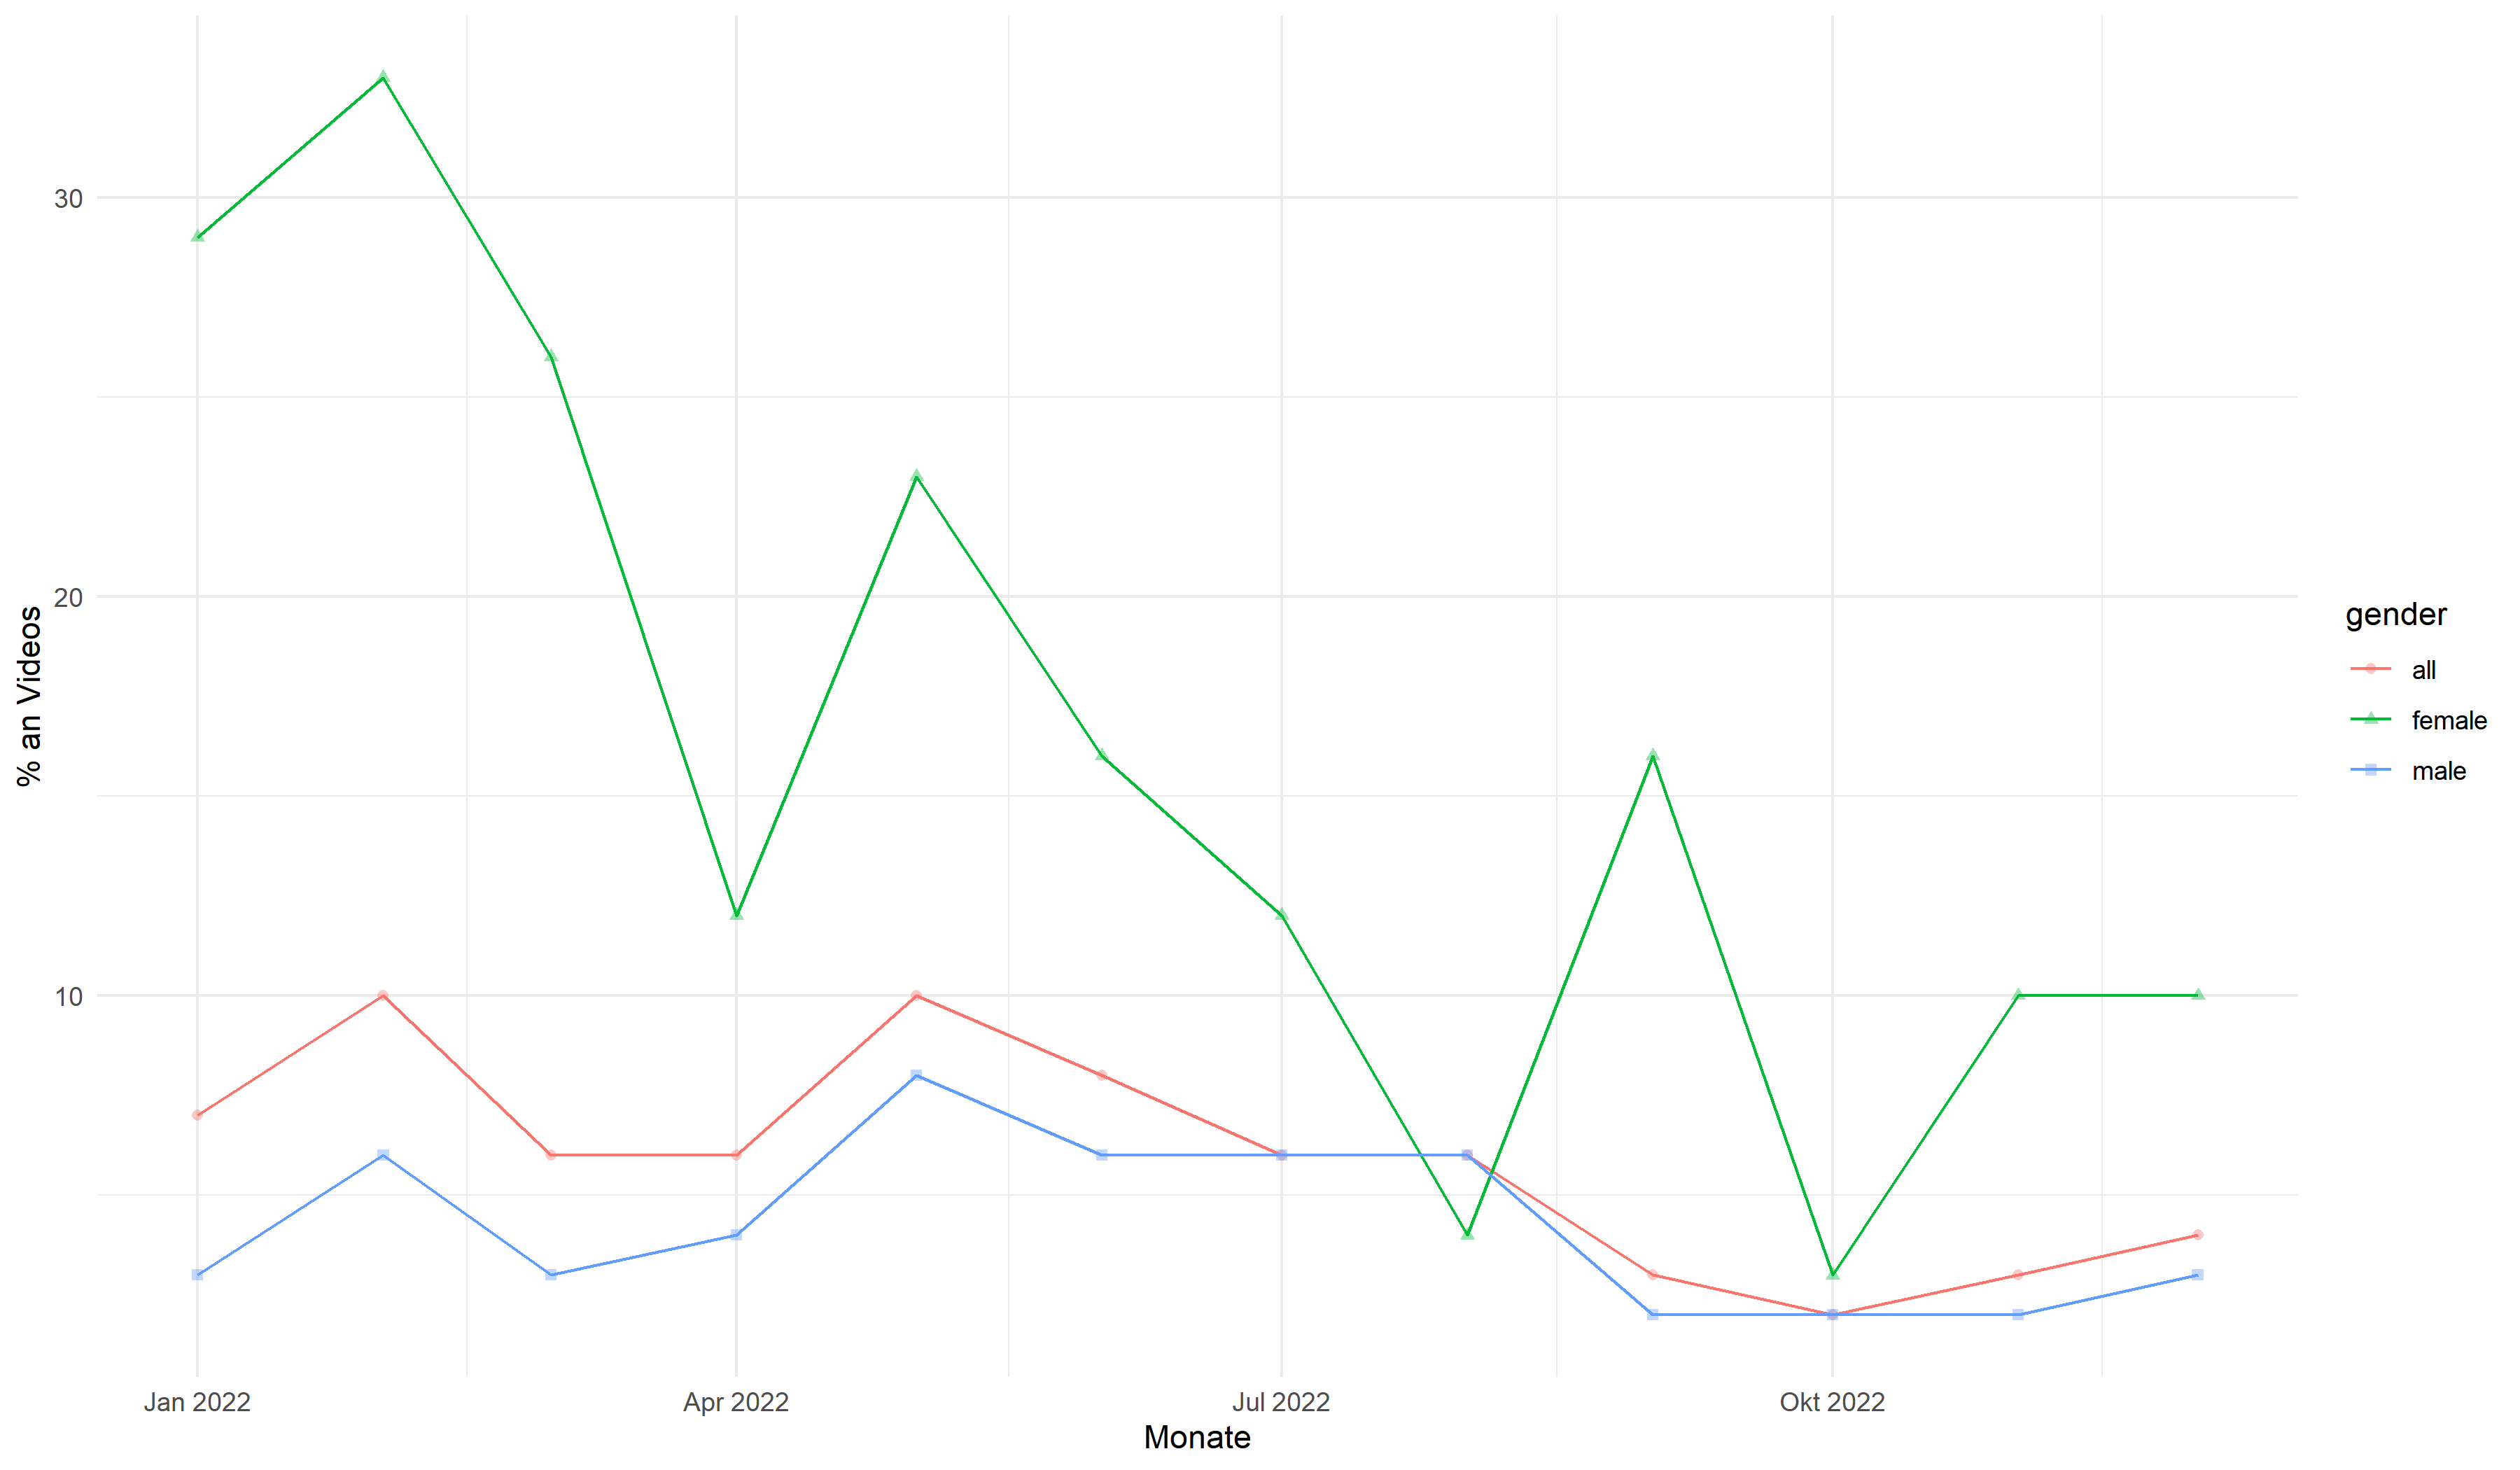 30
20
10
% an Videos
Jan 2022
Apr 2022
Jul 2022
Okt 2022
Monate
gender
all
female
male